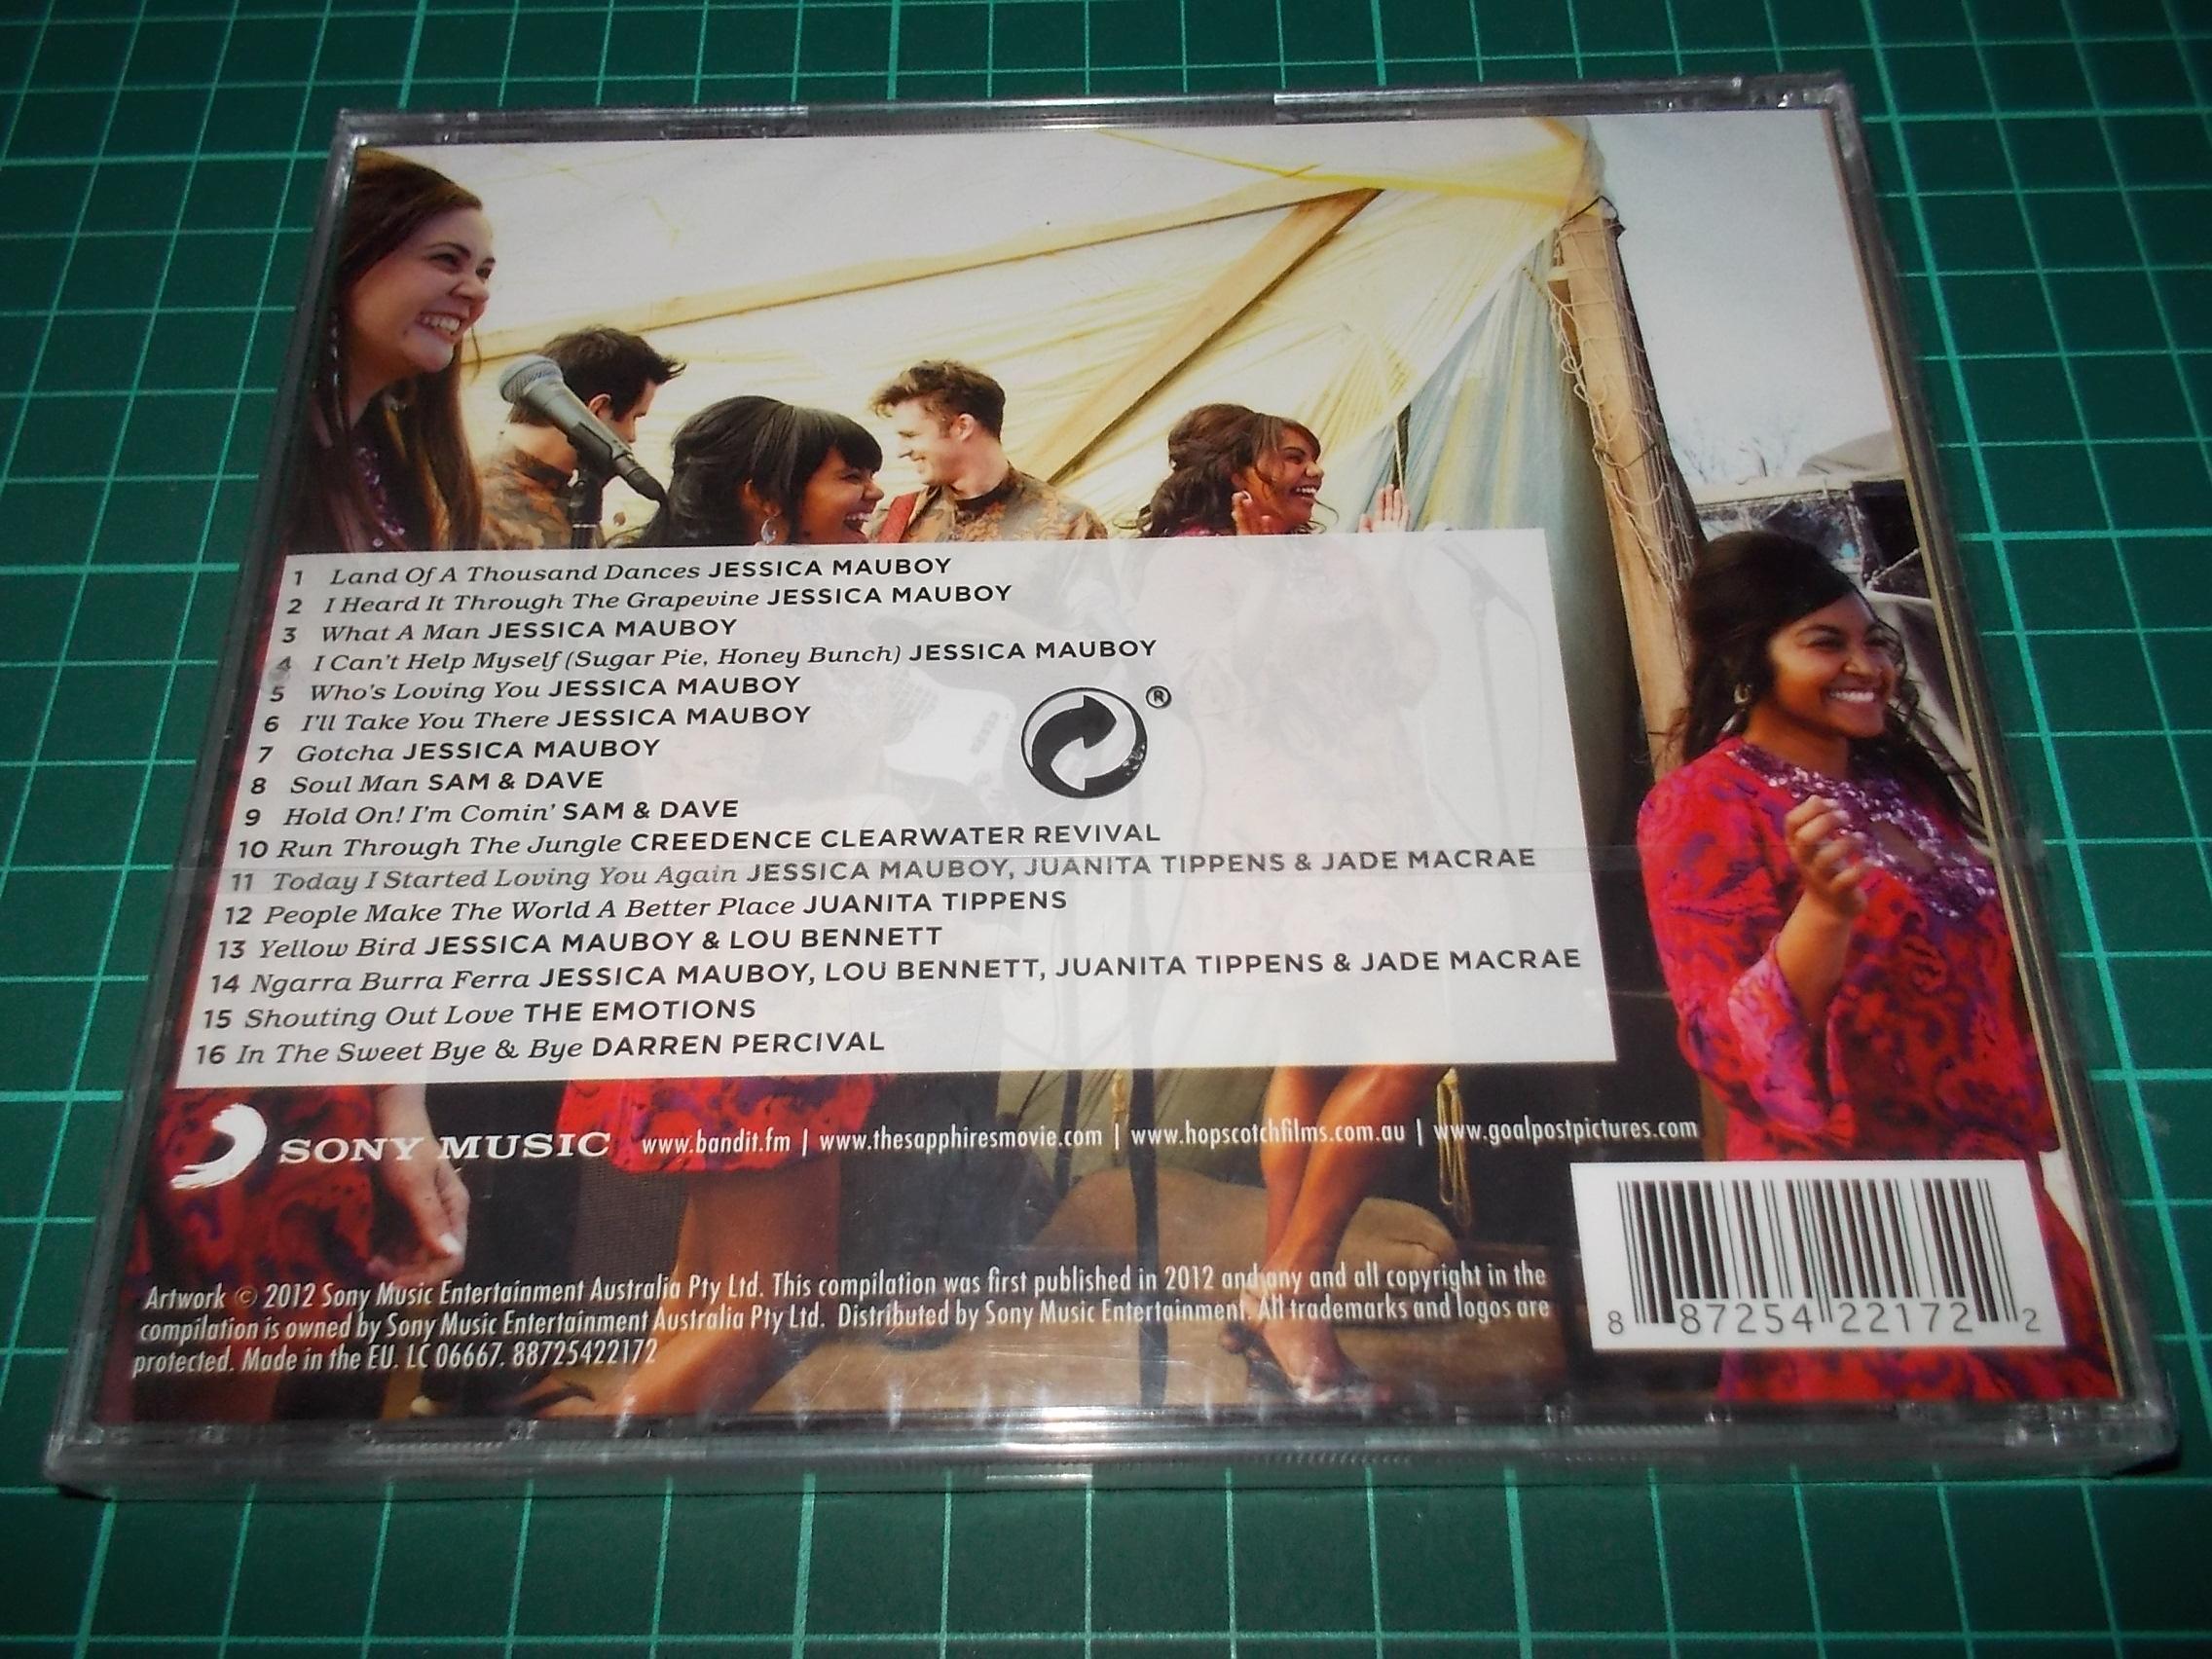 1 Land Of A Thousand Dances JESSICA MAUBOY
2 I Heard It Through The Grapevine JESSICA MAUBOY
3 What A Man JESSICA MAUBOY
4 I Can't Help Myself (Sugar Pie, Honey Bunch) JESSICA MAUBOY
5 Who's Loving You JESSICA MAUBOY
6 I'll Take You There JESSICA MAUBOY
7 Gotcha JESSICA MAUBOY
8 Soul Man SAM & DAVE
9 Hold On! I'm Comin' SAM & DAVE
10 Run Through The Jungle CREEDENCE CLEARWATER REVIVAL
11 Today I Started Loving You Again JESSICA MAUBOY, JUANITA TIPPENS & JADE MACRAE
12 People Make The World A Better Place JUANITA TIPPENS
13 Yellow Bird JESSICA MAUBOY & LOU BENNETT
14 Ngarra Burra Ferra JESSICA MAUBOY, LOU BENNETT, JUANITA TIPPENS & JADE MACRAE
15 Shouting Out Love THE EMOTIONS
16 In The Sweet Bye & Bye DARREN PERCIVAL
®
SONY MUSIC www.bandit.fm | www.thesapphiresmovie.com | www.hopscotchfilms.com.au | www.goalpostpictures.com
Artwork © 2012 Sony Music Entertainment Australia Pty Ltd. This compilation was first published in 2012 and any and all copyright in the
compilation is owned by Sony Music Entertainment Australia Pty Ltd. Distributed by Sony Music Entertainment. All trademarks and logos are
protected. Made in the EU. LC 06667. 88725422172
8 87254 22172 2